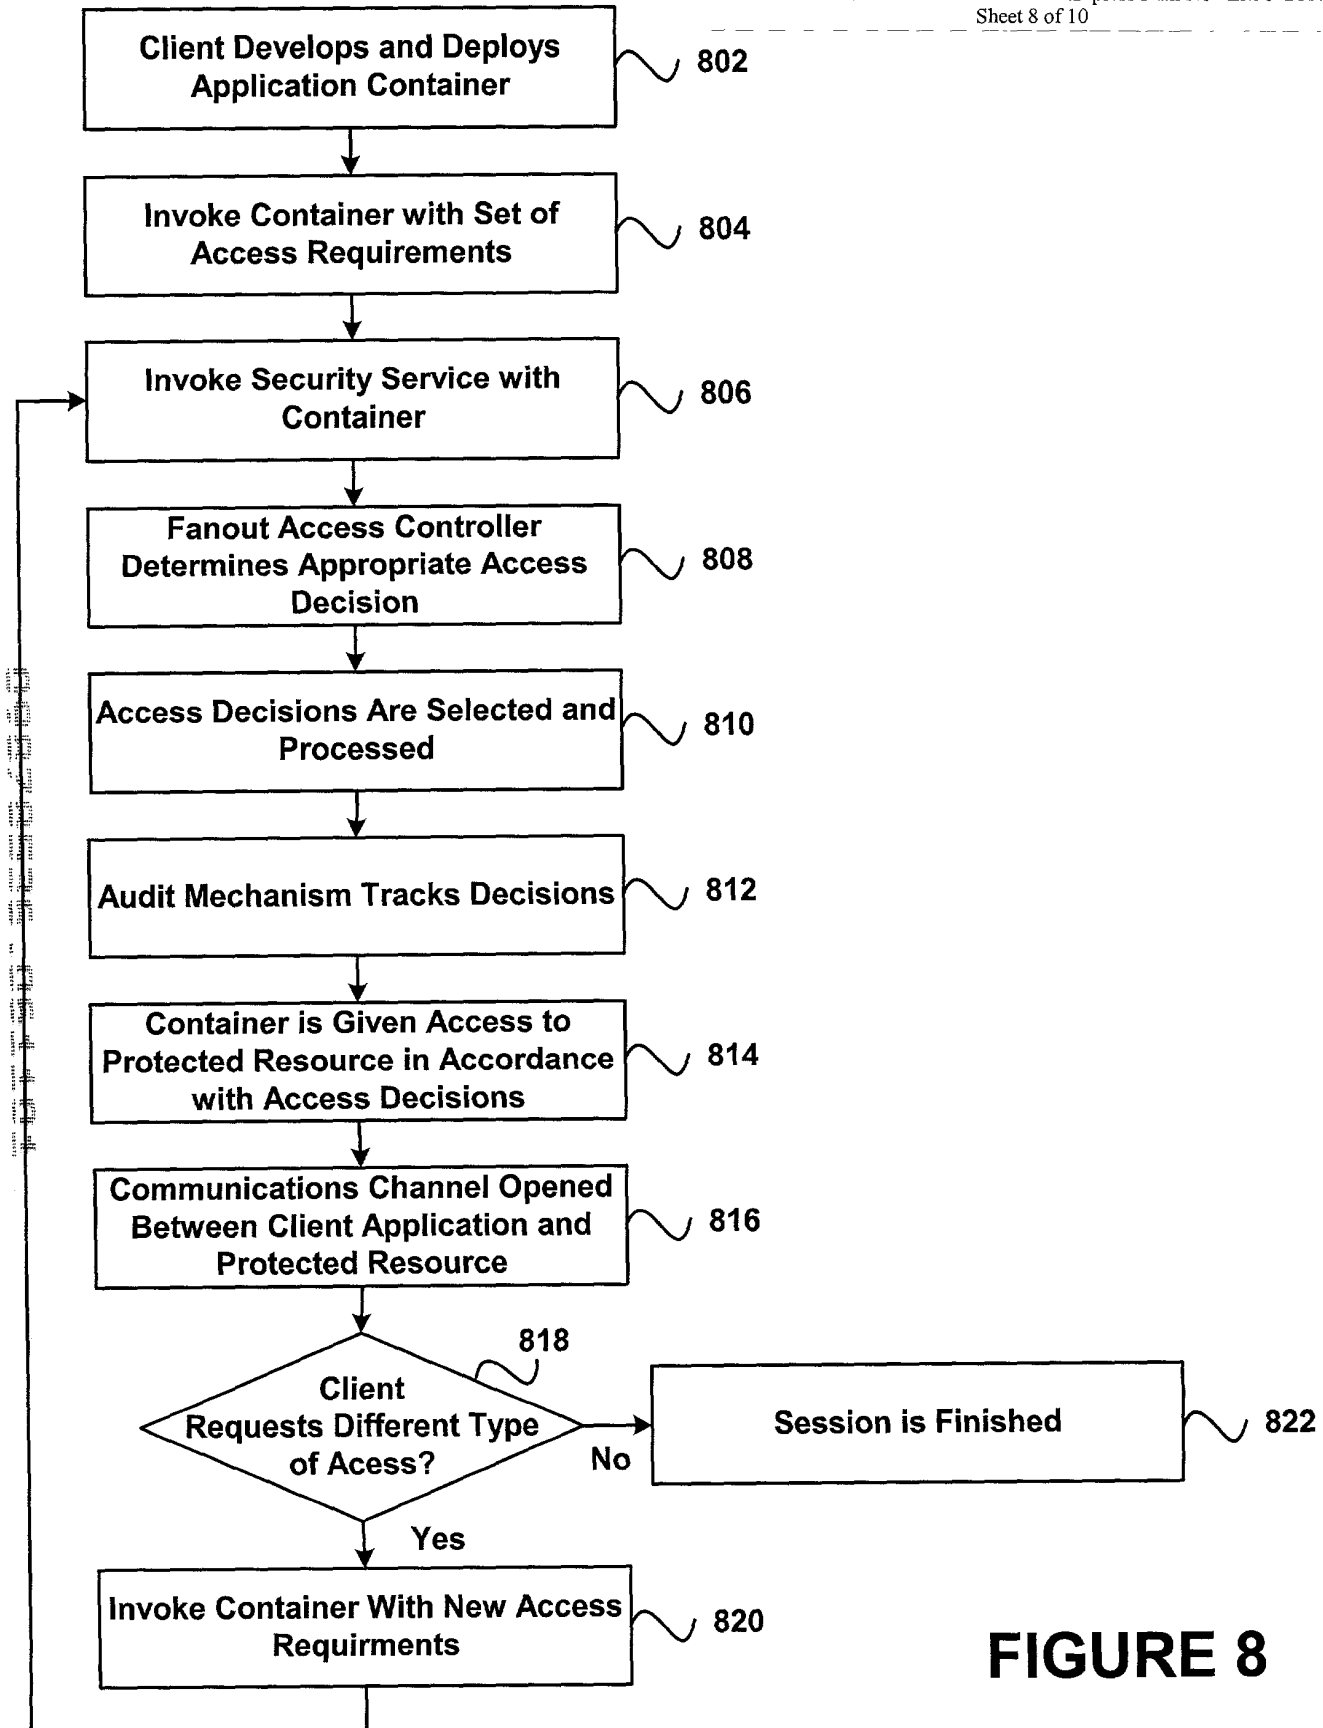 Sheet 8 of 10
Client Develops and Deploys
Application Container
802
Invoke Container with Set of
Access Requirements
804
Invoke Security Service with
Container
806
Fanout Access Controller
Determines Appropriate Access
Decision
808
Access Decisions Are Selected and
Processed
810
Audit Mechanism Tracks Decisions
812
Container is Given Access to
Protected Resource in Accordance
with Access Decisions
814
Communications Channel Opened
Between Client Application and
Protected Resource
816
818
Client
Requests Different Type
of Acess?
No
Session is Finished
822
Yes
Invoke Container With New Access
Requirments
820
FIGURE 8